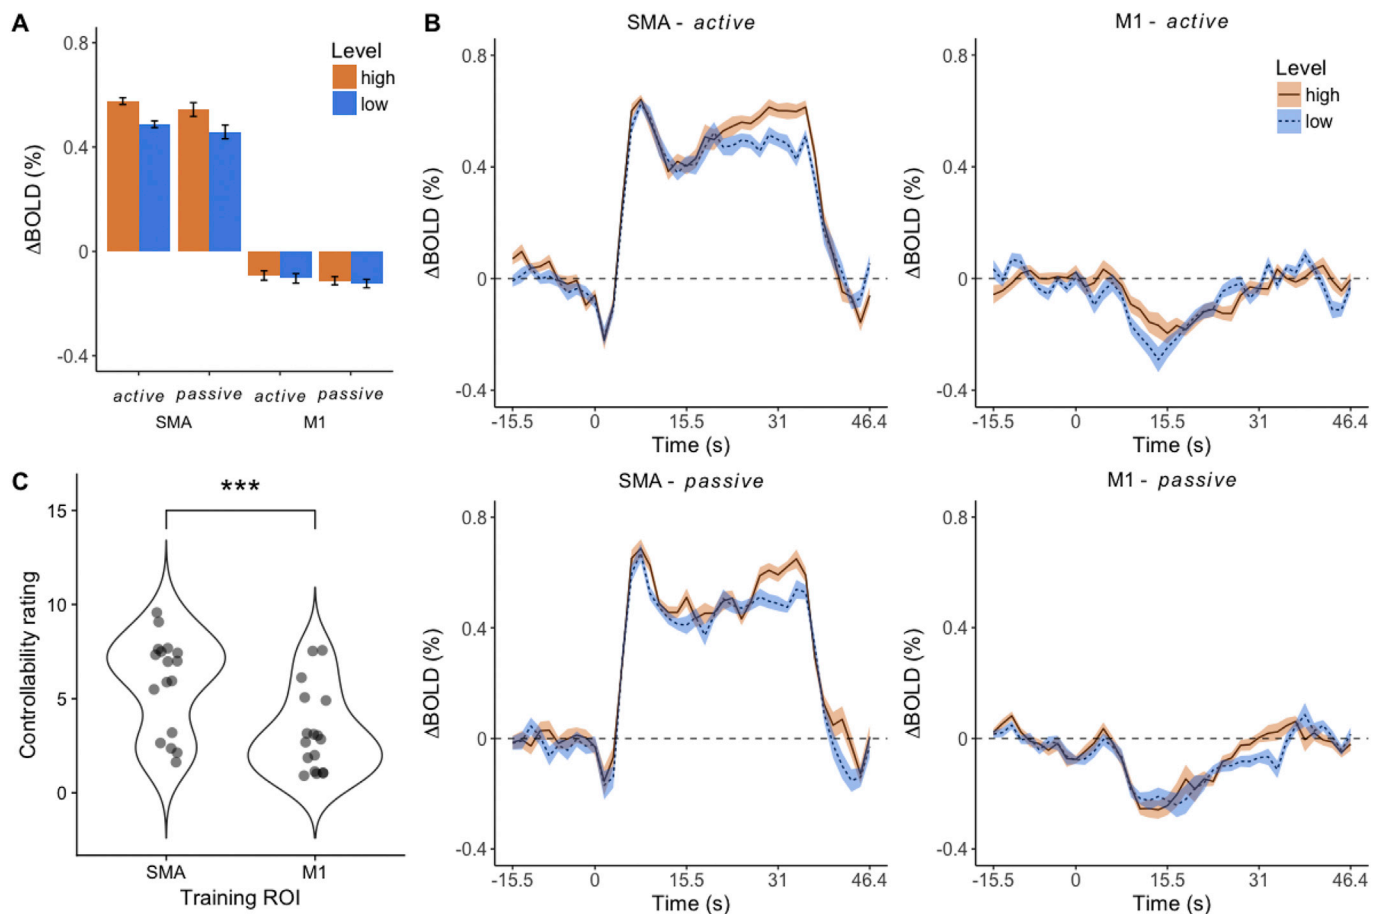 A
Level
high
low
0.8
0.4
0
-0.4
ΔBOLD (%)
active passive active passive
SMA M1
B
SMA - active
0.8
0.4
0
-0.4
ΔBOLD (%)
-15.5 0 15.5 31 46.4
Time (s)
M1 - active
Level
high
low
0.8
0.4
0
-0.4
ΔBOLD (%)
-15.5 0 15.5 31 46.4
Time (s)
C
***
15
10
5
0
Controllability rating
SMA M1
Training ROI
SMA - passive
0.8
0.4
0
-0.4
ΔBOLD (%)
-15.5 0 15.5 31 46.4
Time (s)
M1 - passive
0.8
0.4
0
-0.4
ΔBOLD (%)
-15.5 0 15.5 31 46.4
Time (s)